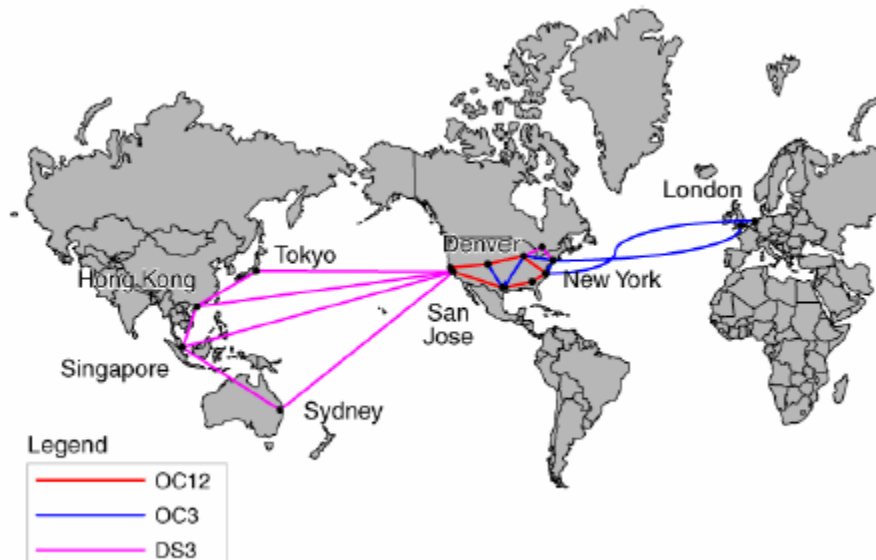 London
Denver
Tokyo
Hong Kong
New York
San
Jose
Singapore
Sydney
Legend
OC12
OC3
DS3